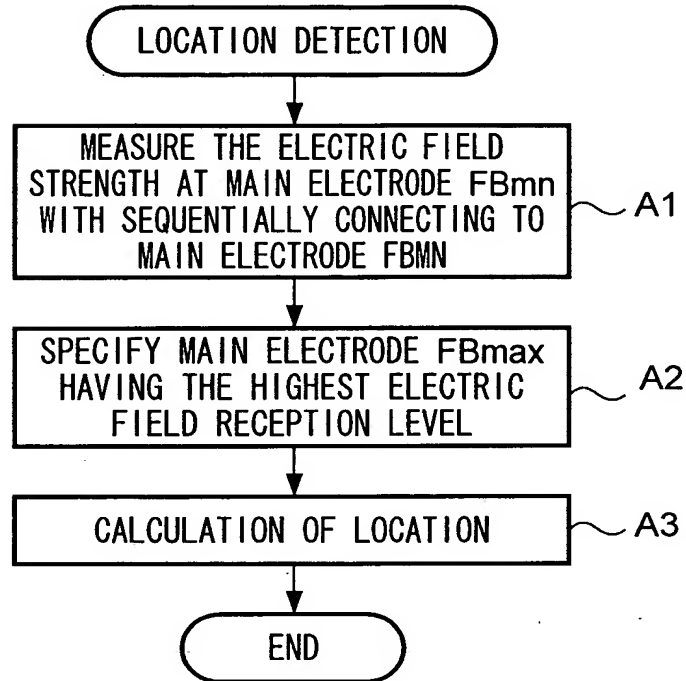 LOCATION DETECTION
MEASURE THE ELECTRIC FIELD
STRENGTH AT MAIN ELECTRODE FBmn
WITH SEQUENTIALLY CONNECTING TO
MAIN ELECTRODE FBMN
A1
SPECIFY MAIN ELECTRODE FBmax
HAVING THE HIGHEST ELECTRIC
FIELD RECEPTION LEVEL
A2
CALCULATION OF LOCATION
A3
END